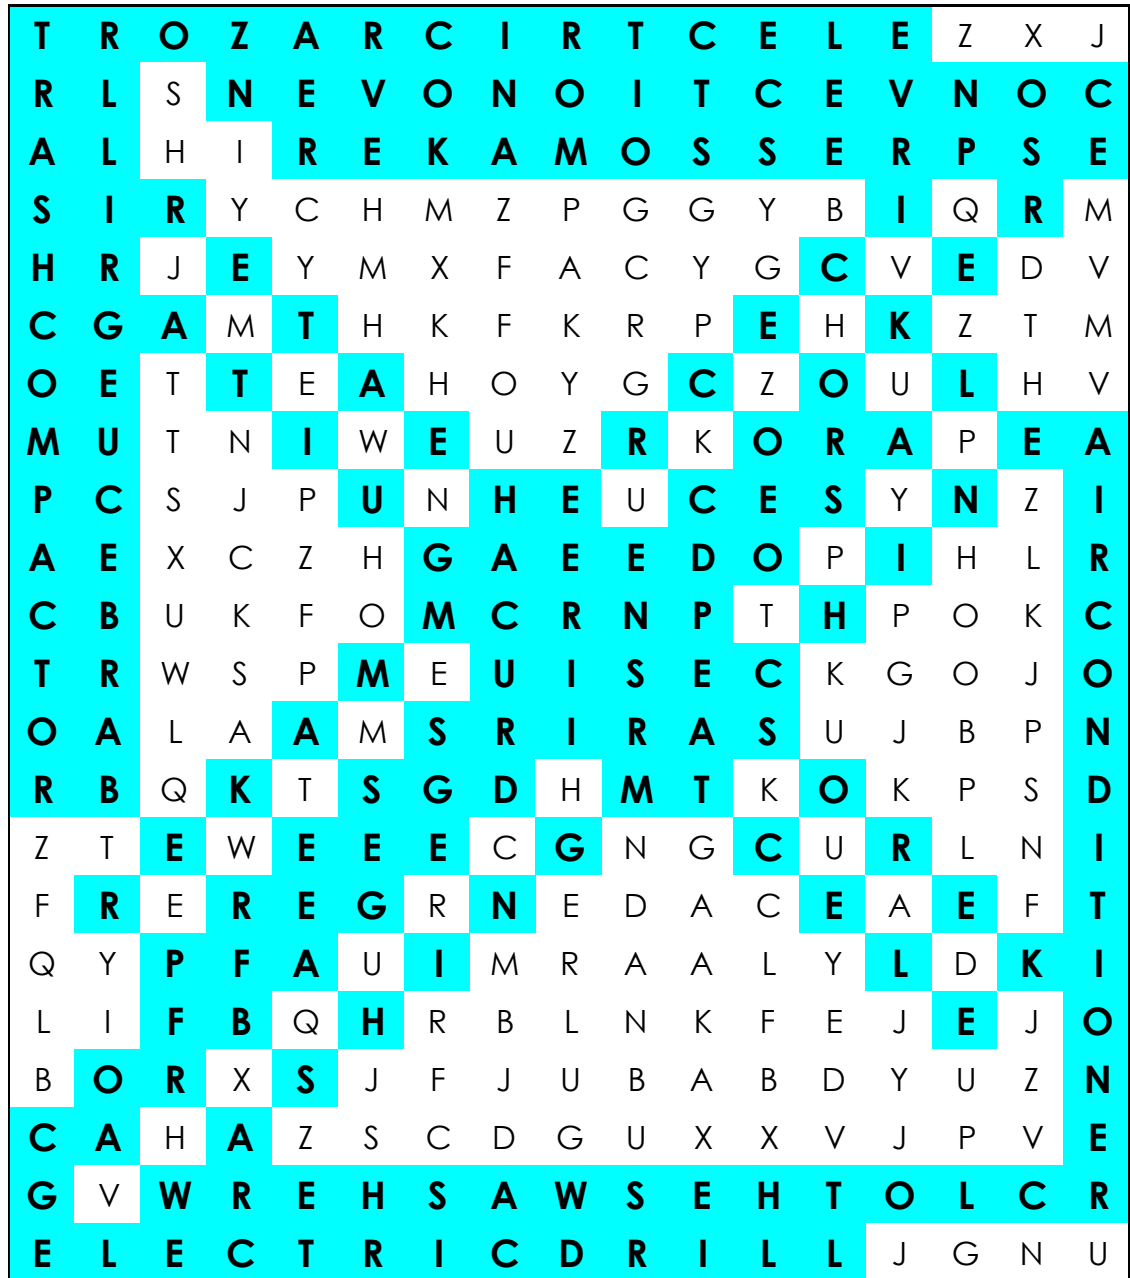 T R O Z A R C I R T C E L E Z X J
R L S N E V O N O I T C E V N O C
A L H I R E K A M O S S E R P S E
S I R Y C H M Z P G G Y B I Q R M
H R J E Y M X F A C Y G C V E D V
C G A M T H K F K R P E H K Z T M
O E T T E A H O Y G C Z O U L H V
M U T N I W E U Z R K O R A P E A
P C S J P U N H E U C E S Y N Z I
A E X C Z H G A E E D O P I H L R
C B U K F O M C R N P T H P O K C
T R W S P M E U I S E C K G O J O
O A L A A M S R I R A S U J B P N
R B Q K T S G D H M T K O K P S D
Z T E W E E E C G N G C U R L N I
F R E R E G R N E D A C E A E F T
Q Y P F A U I M R A A L Y L D K I
L I F B Q H R B L N K F E J E J O
B O R X S J F J U B A B D Y U Z N
C A H A Z S C D G U X X V J P V E
G V W R E H S A W S E H T O L C R
E L E C T R I C D R I L L J G N U